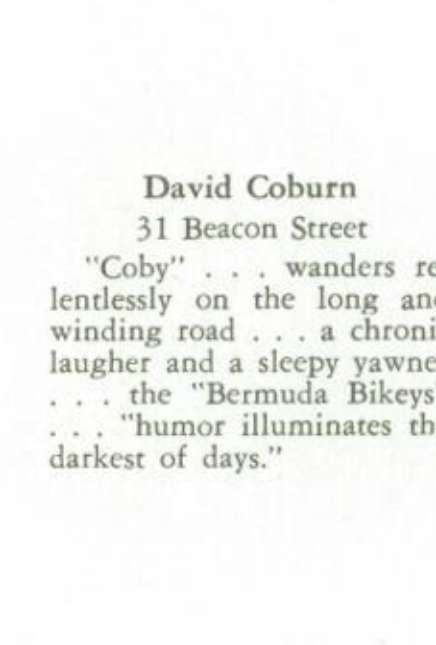 David Coburn
31 Beacon Street
"Coby" . . . wanders re
lentlessly on the long and
winding road . . . a chroni
laugher and a sleepy yawne
. . . the "Bermuda Bikeys
. . . "humor illuminates th
darkest of days."